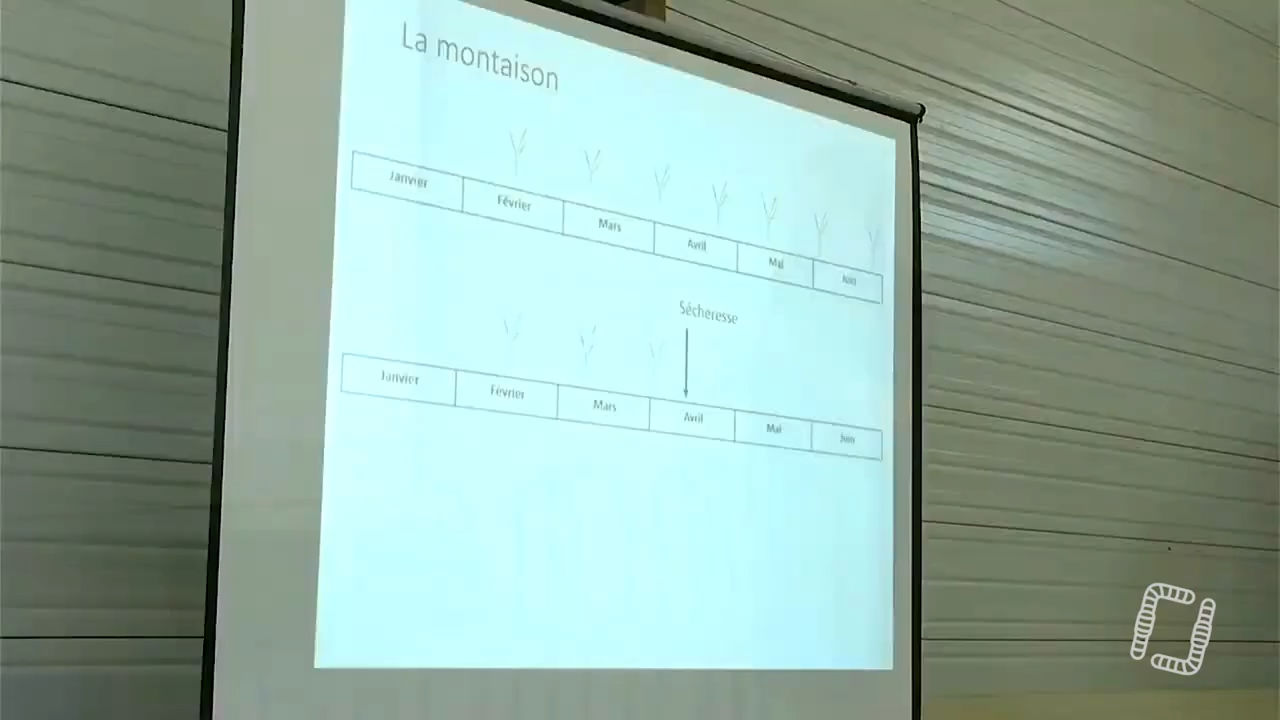 La montaison
Janvier
Février
Mars
Avril
Mai
Juin
Sécheresse
Janvier
Février
Mars
Avril
Mai
Juin